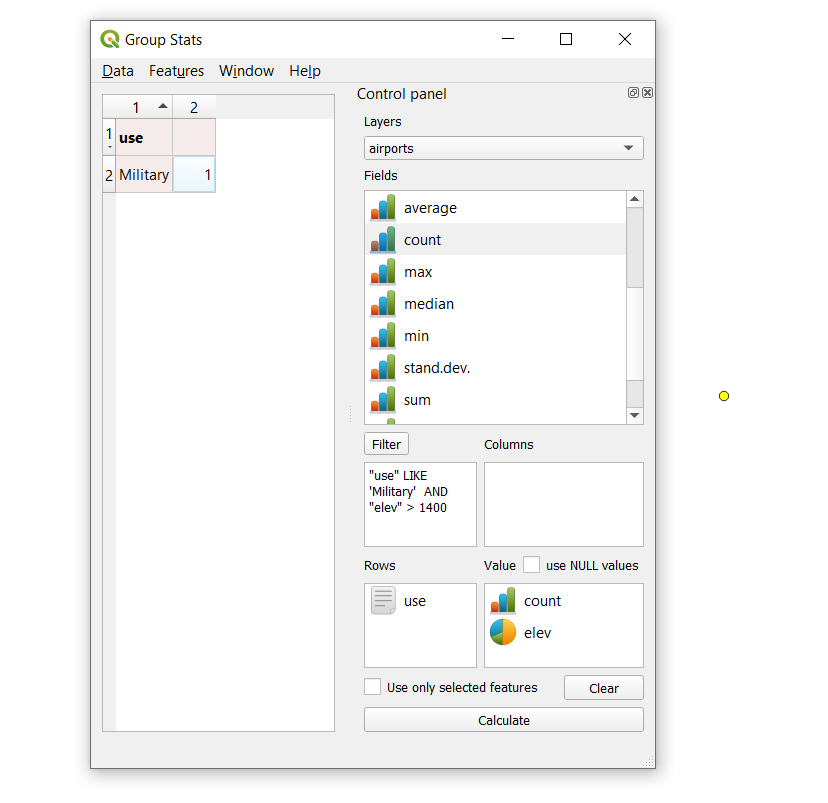 Group Stats
Data Features Window Help
Control panel
1 2
1 use
2 Military 1
Layers
airports
Fields
average
count
max
median
min
stand.dev.
sum
Filter Columns
"use" LIKE
'Military' AND
"elev" > 1400
Rows Value use NULL values
use
count
elev
Use only selected features Clear
Calculate